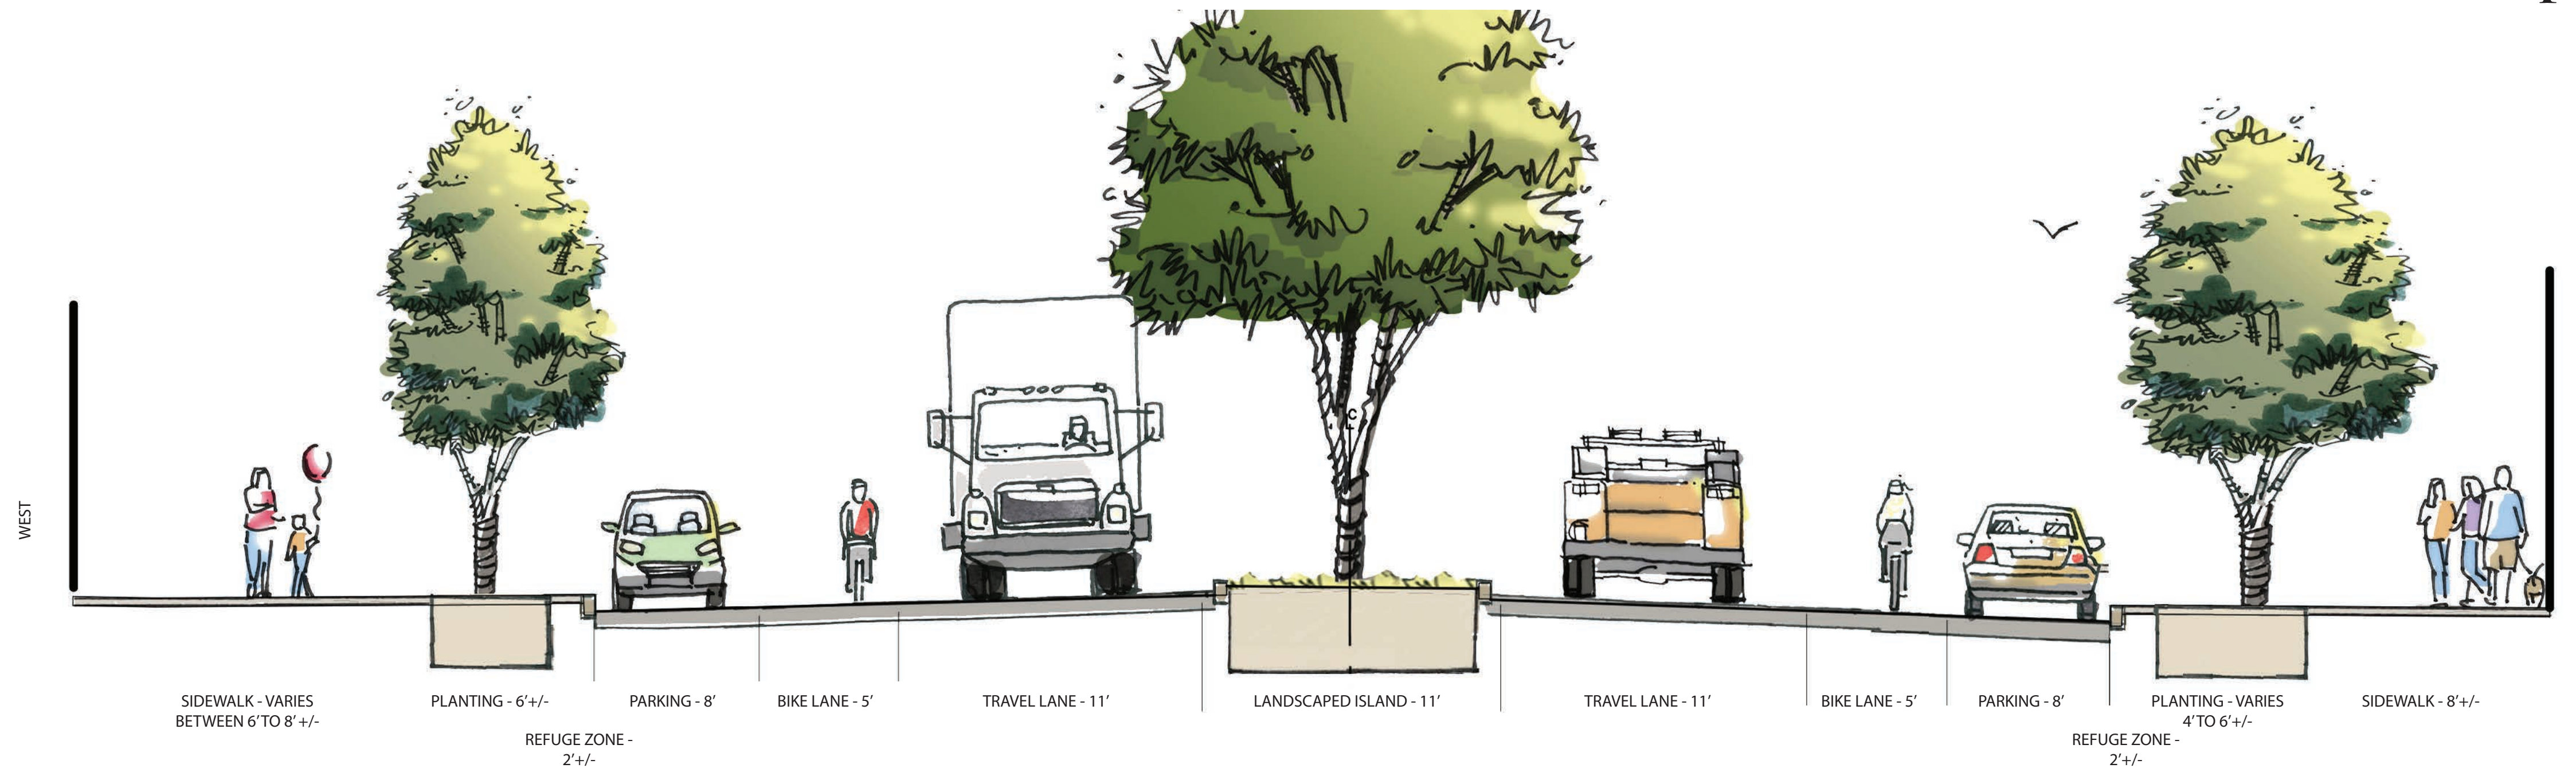 WEST
C
L
SIDEWALK - VARIES
BETWEEN 6’ TO 8’ +/-
PLANTING - 6’+/-
REFUGE ZONE -
2’+/-
PARKING - 8’
BIKE LANE - 5’
TRAVEL LANE - 11’
LANDSCAPED ISLAND - 11’
TRAVEL LANE - 11’
BIKE LANE - 5’
PARKING - 8’
REFUGE ZONE -
2’+/-
PLANTING - VARIES
4’ TO 6’+/-
SIDEWALK - 8’+/-